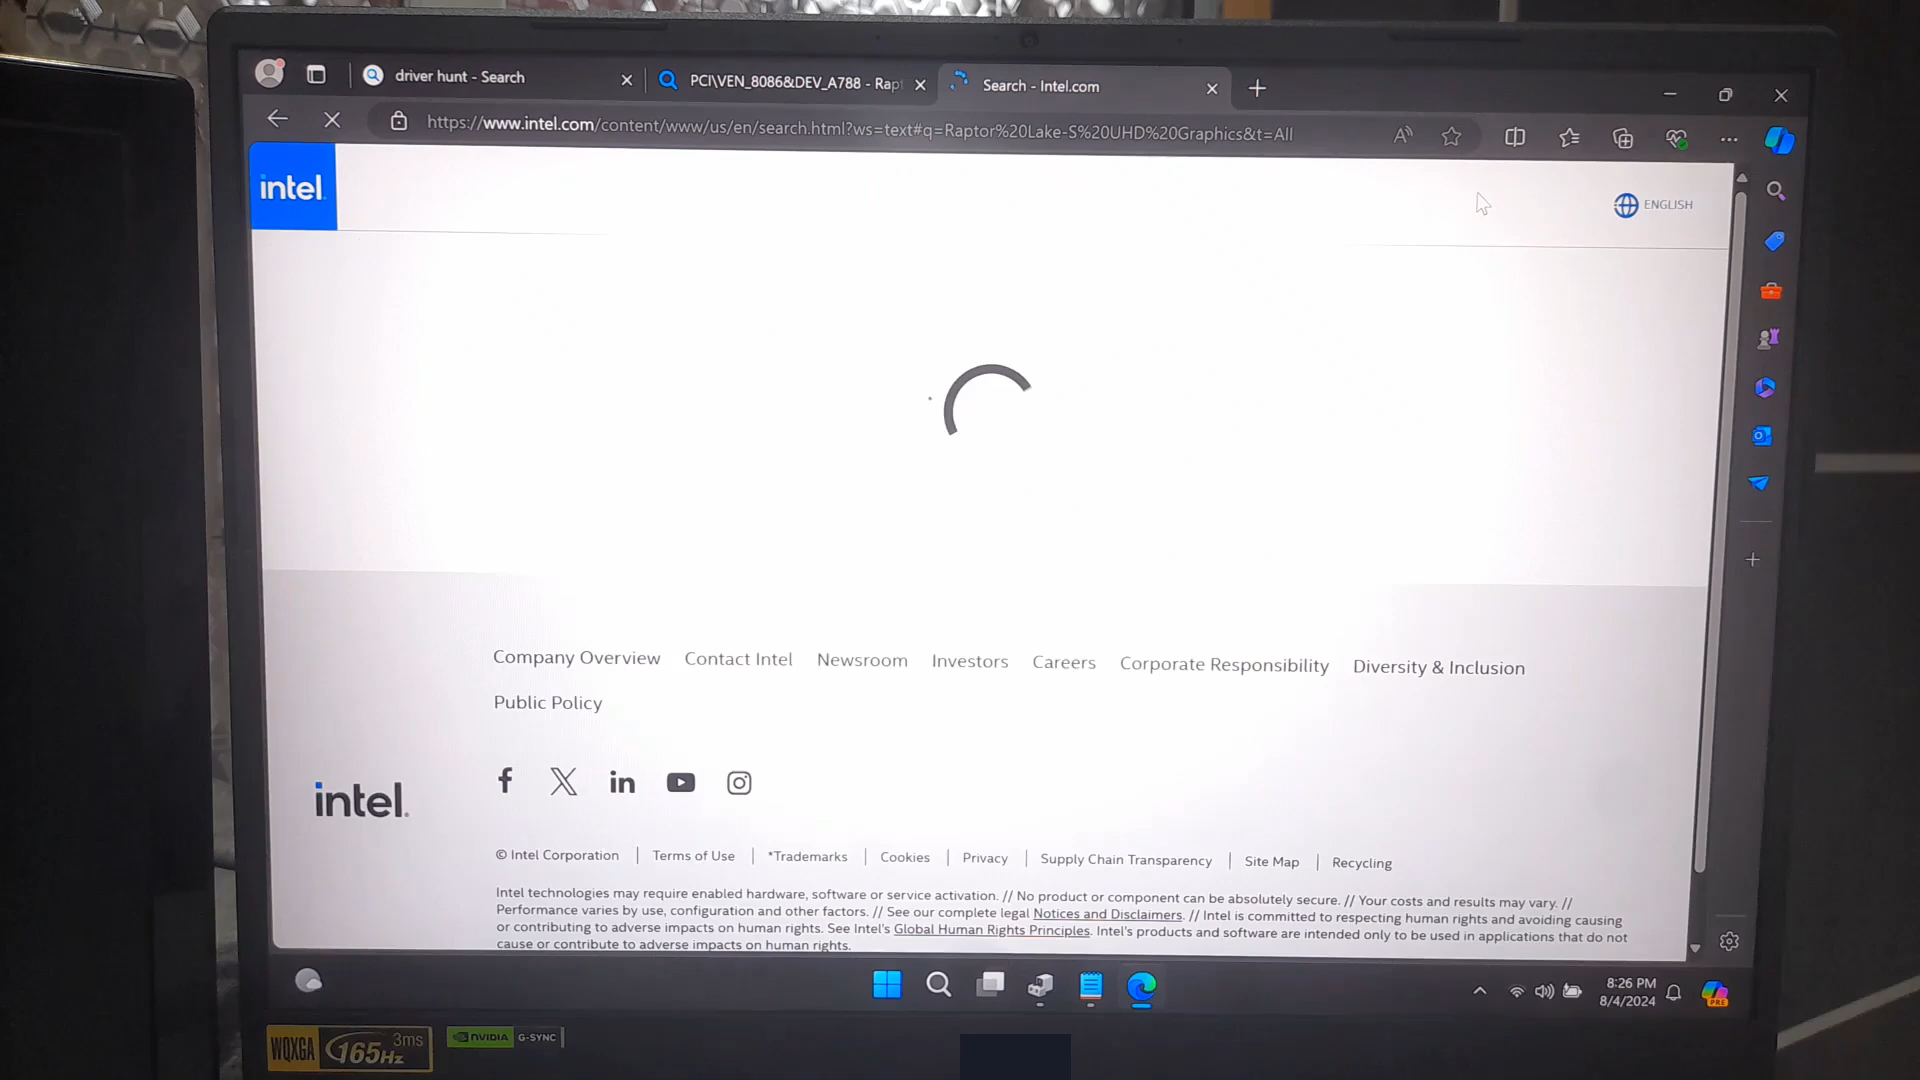 driver hunt - Search
PCI\VEN_8086&DEV_A788 - Rap
Search - Intel.com
https://www.intel.com/content/www/us/en/search.html?ws=text#q=Raptor%20Lake-S%20UHD%20Graphics&t=All
intel.
ENGLISH
Company Overview Contact Intel Newsroom Investors Careers Corporate Responsibility Diversity & Inclusion
Public Policy
intel.
© Intel Corporation | Terms of Use | *Trademarks | Cookies | Privacy | Supply Chain Transparency | Site Map | Recycling
Intel technologies may require enabled hardware, software or service activation. // No product or component can be absolutely secure. // Your costs and results may vary. //
Performance varies by use, configuration and other factors. // See our complete legal Notices and Disclaimers. // Intel is committed to respecting human rights and avoiding causing
or contributing to adverse impacts on human rights. See Intel's Global Human Rights Principles. Intel's products and software are intended only to be used in applications that do not
cause or contribute to adverse impacts on human rights.
8:26 PM
8/4/2024
PRE
WQXGA 165Hz 3ms
NVIDIA G-SYNC